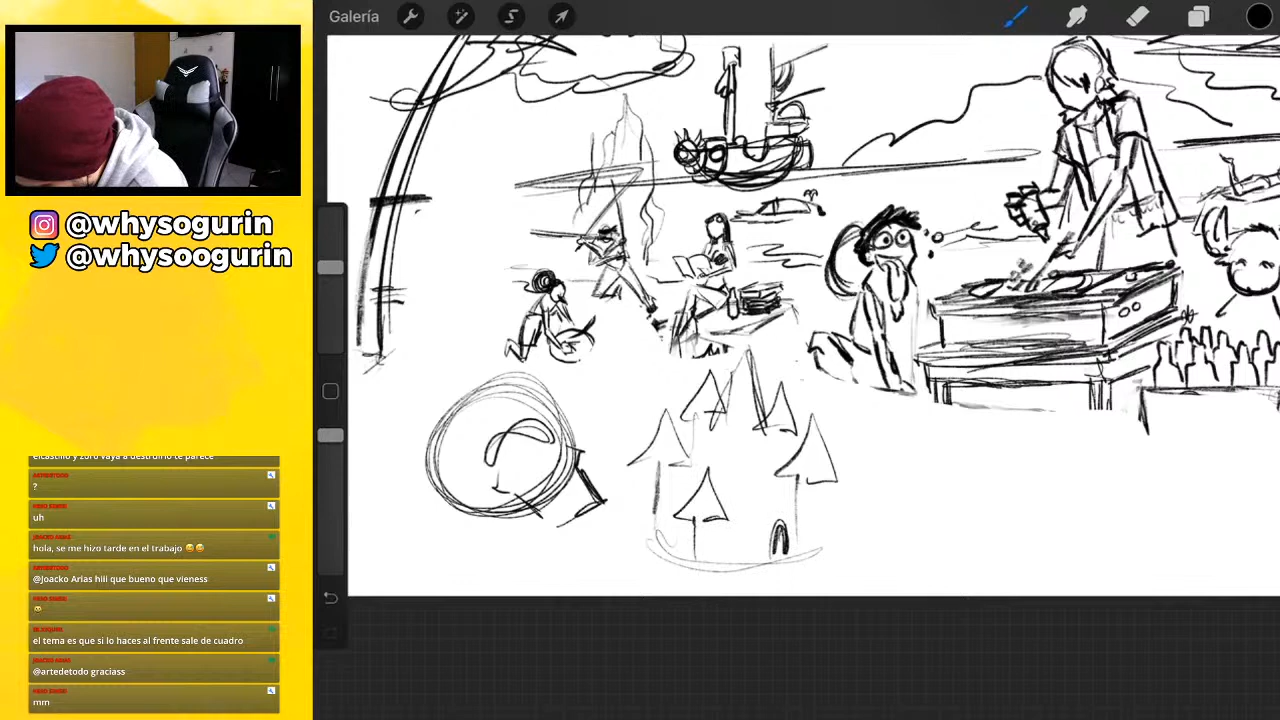 Galería
@whysogurin
@whysoogurin
elcastillo y zoro vaya a destruirlo te parece
?
uh
hola, se me hizo tarde en el trabajo
@Joacko Arias hiii que bueno que vieness
el tema es que si lo haces al frente sale de cuadro
@artedetodo graciass
mm